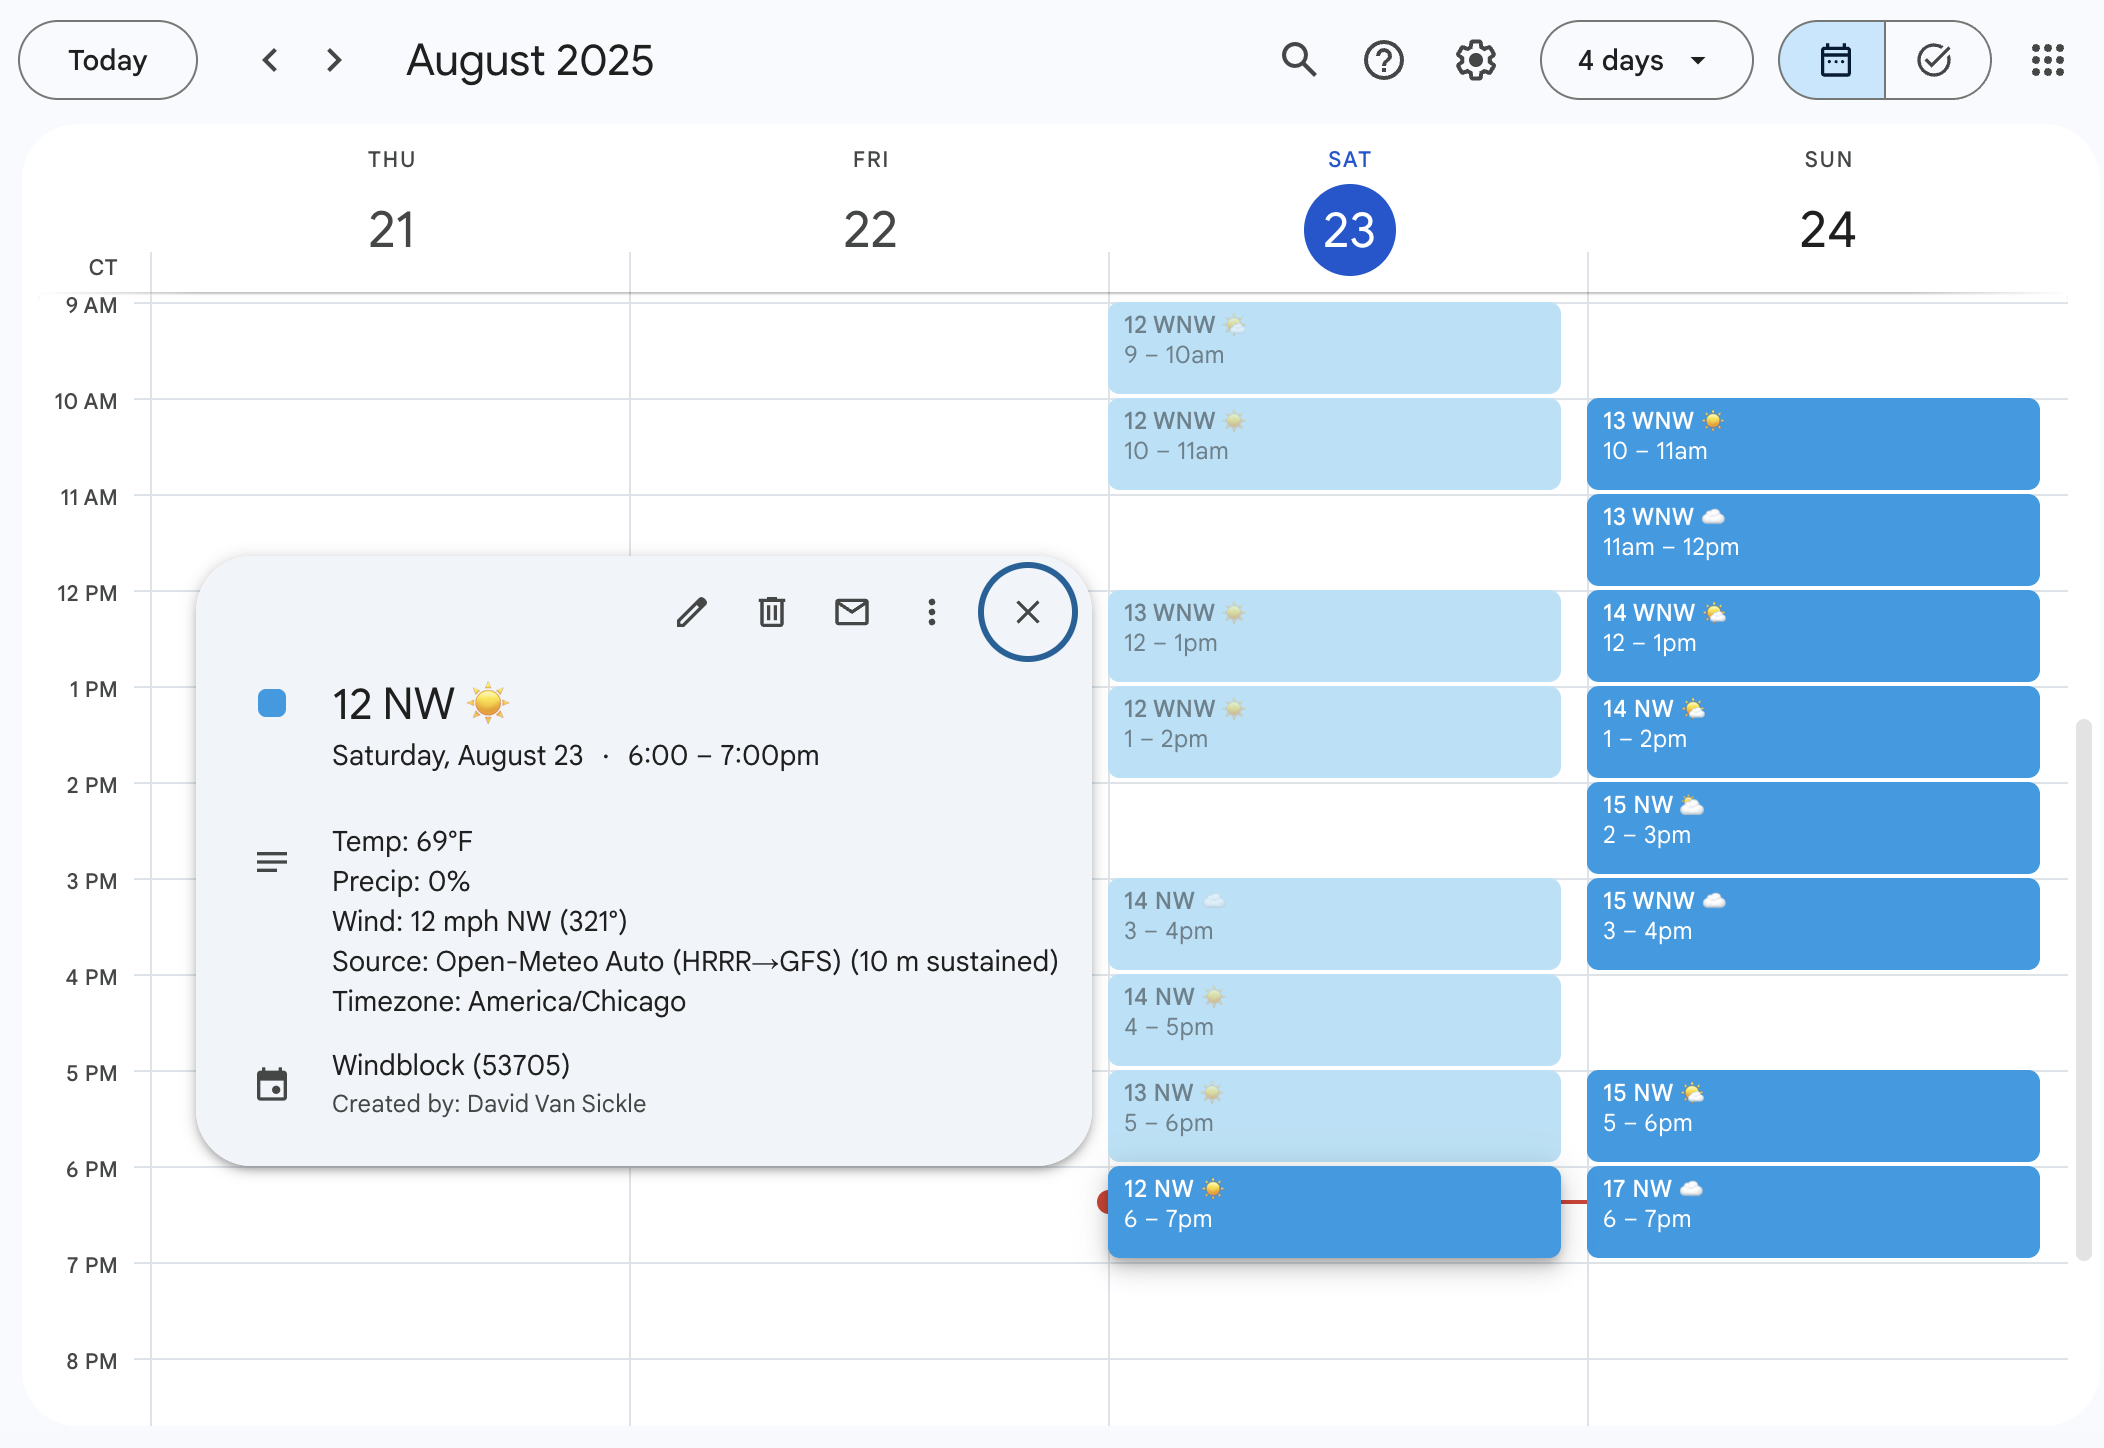 Today
August 2025
4 days
THU
21
FRI
22
SAT
23
SUN
24
CT
9 AM
10 AM
11 AM
12 PM
1 PM
2 PM
3 PM
4 PM
5 PM
6 PM
7 PM
8 PM
12 NW ☀️
Saturday, August 23 · 6:00 – 7:00pm
Temp: 69°F
Precip: 0%
Wind: 12 mph NW (321°)
Source: Open-Meteo Auto (HRRR→GFS) (10 m sustained)
Timezone: America/Chicago
Windblock (53705)
Created by: David Van Sickle
12 WNW 🌤️
9 – 10am
12 WNW ☀️
10 – 11am
13 WNW ☀️
12 – 1pm
12 WNW ☀️
1 – 2pm
14 NW ☁️
3 – 4pm
14 NW ☀️
4 – 5pm
13 NW ☀️
5 – 6pm
12 NW ☀️
6 – 7pm
13 WNW ☀️
10 – 11am
13 WNW ☁️
11am – 12pm
14 WNW 🌤️
12 – 1pm
14 NW 🌤️
1 – 2pm
15 NW 🌥️
2 – 3pm
15 WNW ☁️
3 – 4pm
15 NW 🌤️
5 – 6pm
17 NW ☁️
6 – 7pm